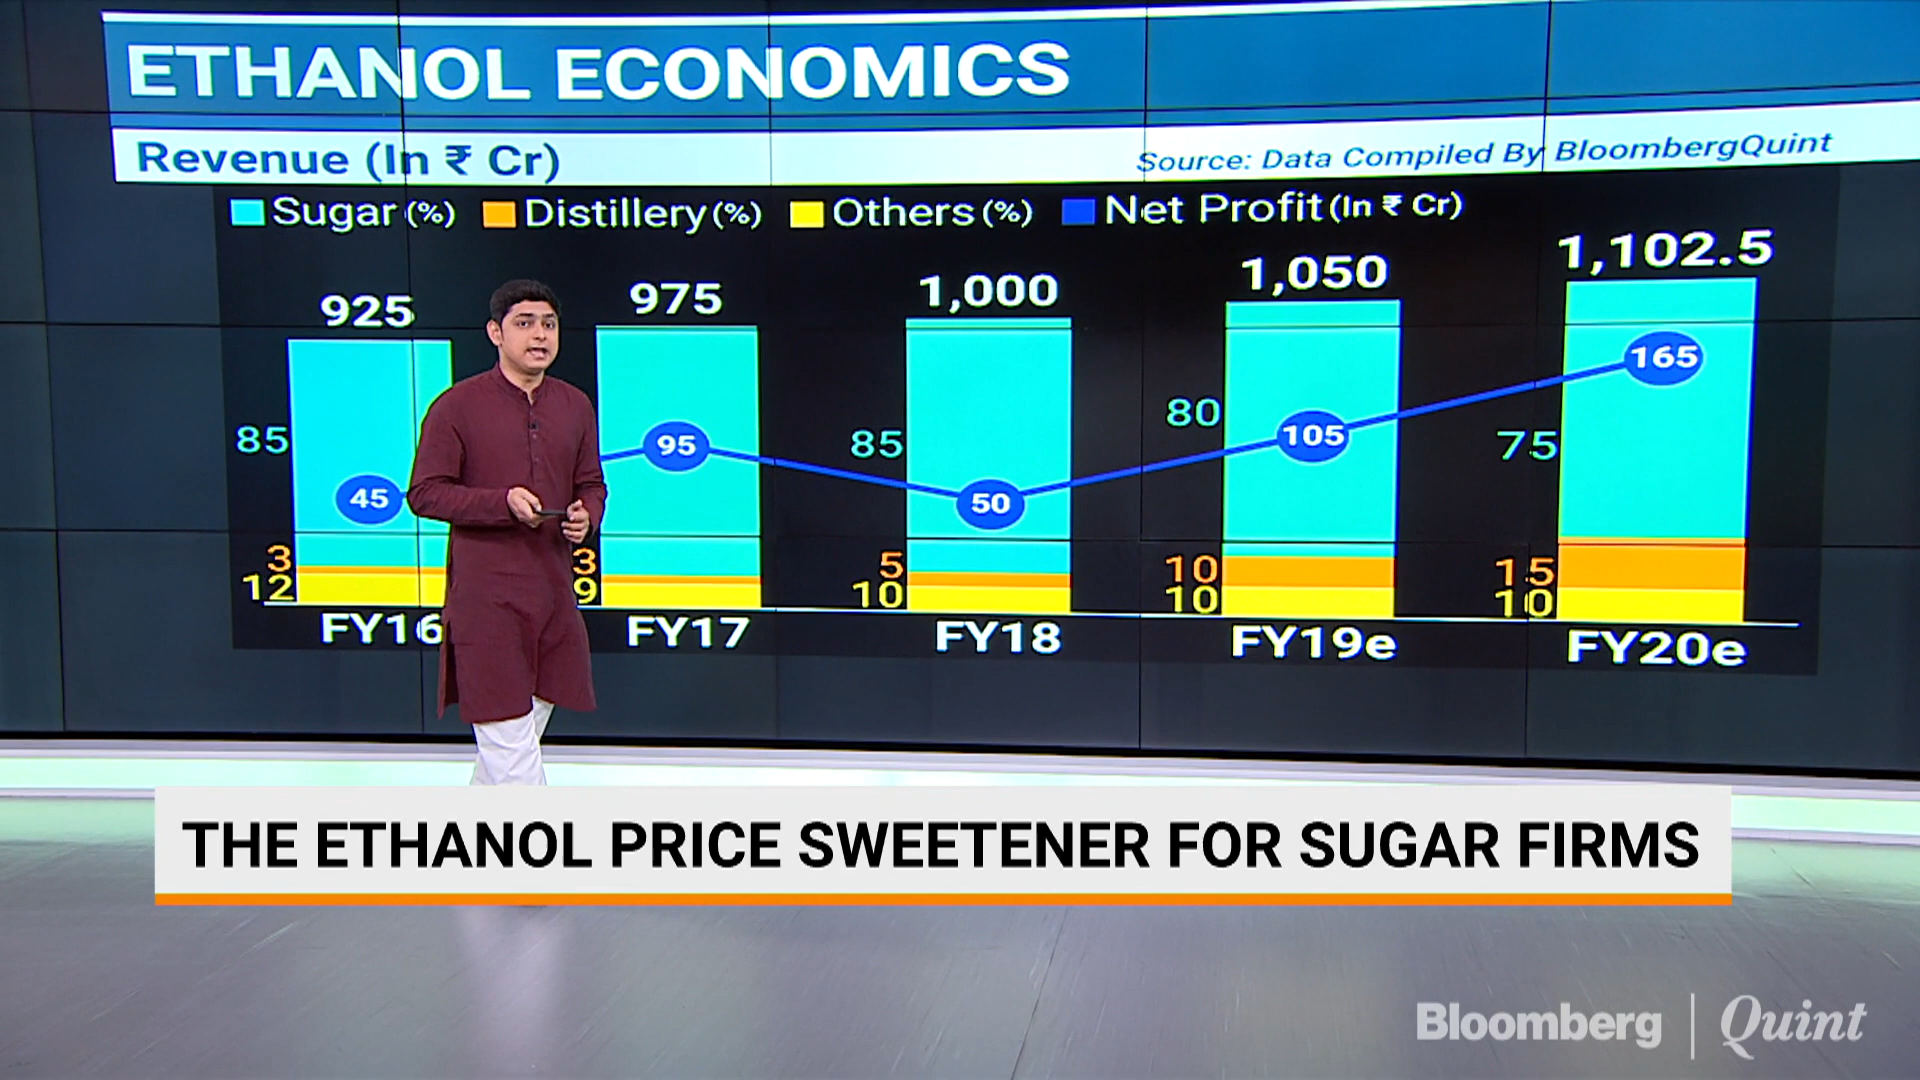 ETHANOL ECONOMICS
Revenue (In ₹ Cr)
Source: Data Compiled By BloombergQuint
Sugar (%) Distillery (%) Others (%) Net Profit (In ₹ Cr)
925 975 1,000 1,050 1,102.5
85 85 80 75
45 95 50 105 165
3 3 5 10 15
12 9 10 10 10
FY16 FY17 FY18 FY19e FY20e
THE ETHANOL PRICE SWEETENER FOR SUGAR FIRMS
Bloomberg | Quint